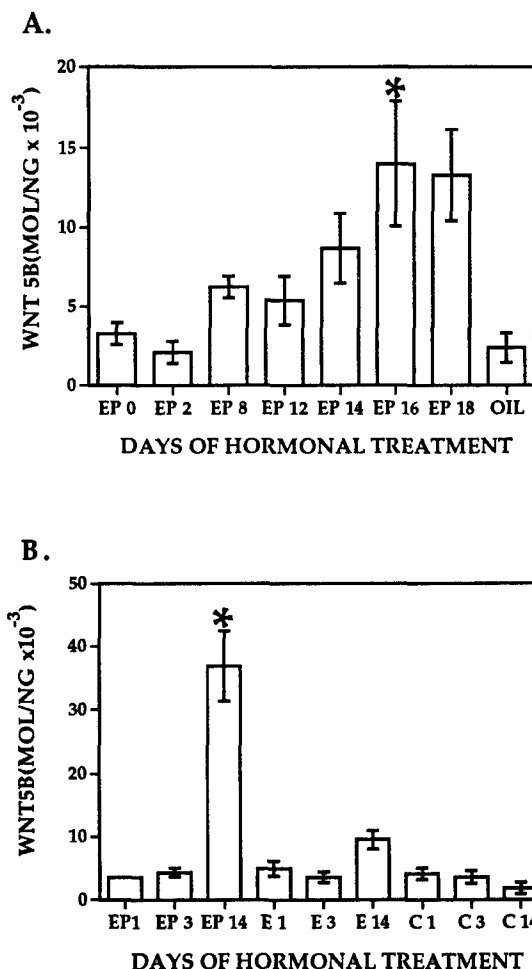 A.
20
15
10
5
0
WNT 5B(MOL/NG x 10⁻³)
*
EP 0 EP 2 EP 8 EP 12 EP 14 EP 16 EP 18 OIL
DAYS OF HORMONAL TREATMENT
B.
50
40
30
20
10
0
WNT5B(MOL/NG x10⁻³)
*
EP1 EP 3 EP 14 E 1 E 3 E 14 C 1 C 3 C 14
DAYS OF HORMONAL TREATMENT